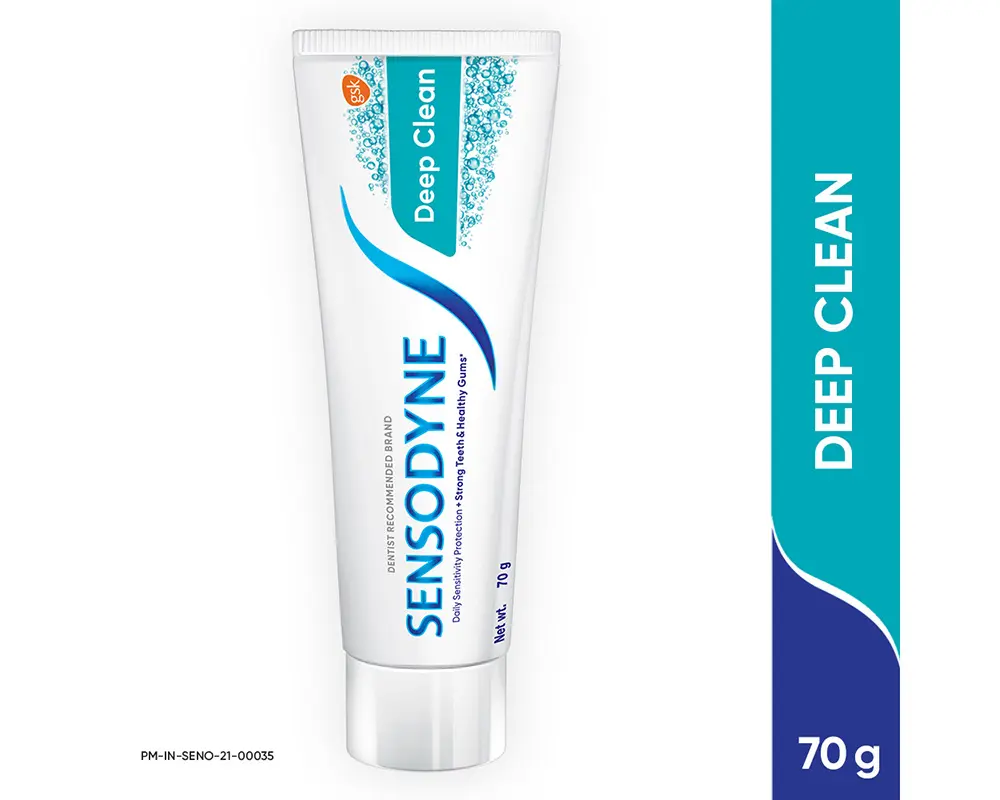 gsk
Deep Clean
DENTIST RECOMMENDED BRAND
SENSODYNE
Daily Sensitivity Protection + Strong Teeth & Healthy Gums*
Net wt. 70 g
DEEP CLEAN
70 g
PM-IN-SENO-21-00035